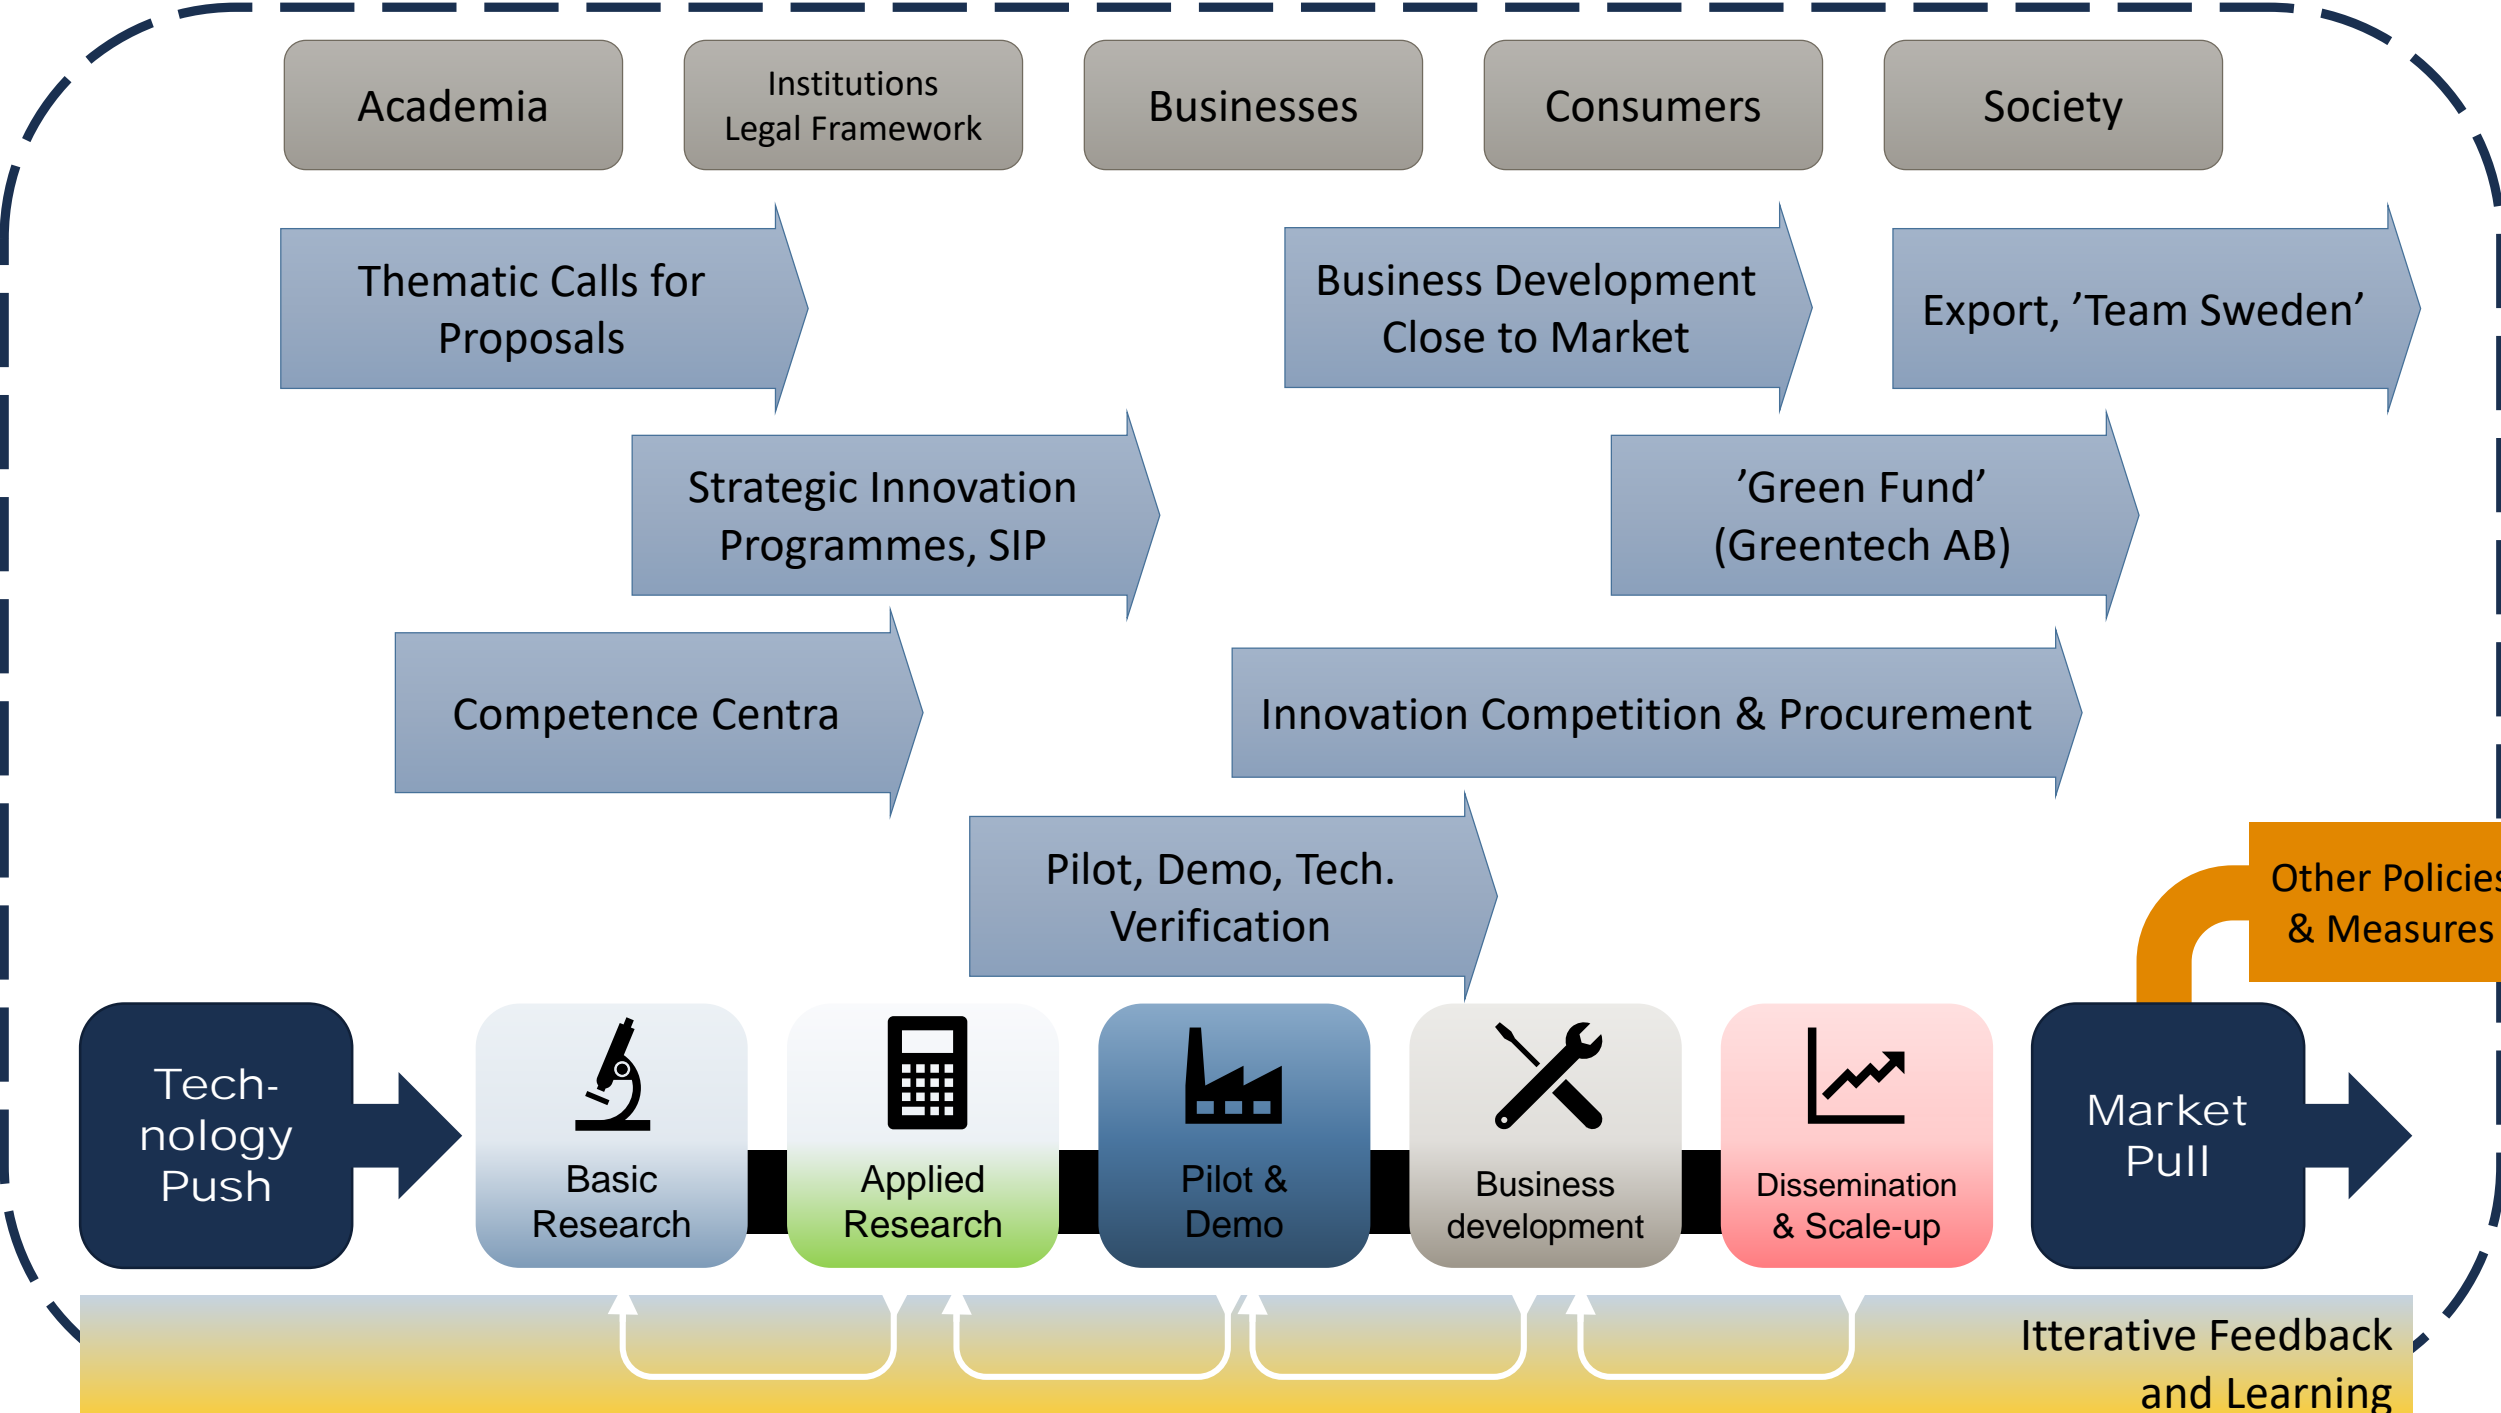 Academia
Institutions
Legal Framework
Businesses
Consumers
Society
Thematic Calls for
Proposals
Business Development
Close to Market
Export, ’Team Sweden’
Strategic Innovation
Programmes, SIP
’Green Fund’
(Greentech AB)
Competence Centra
Innovation Competition & Procurement
Pilot, Demo, Tech.
Verification
Other Policies
& Measures
Tech-
nology
Push
Basic
Research
Applied
Research
Pilot &
Demo
Business
development
Dissemination
& Scale-up
Market
Pull
Itterative Feedback
and Learning